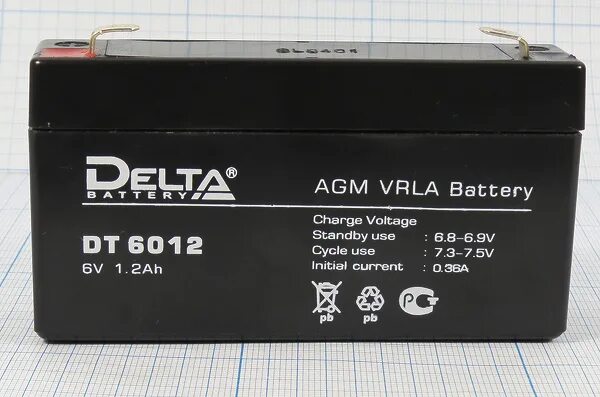 DELTA®
BATTERY
DT 6012
6V 1.2Ah
AGM VRLA Battery
Charge Voltage
Standby use : 6.8-6.9V
Cycle use : 7.3-7.5V
Initial current : 0.36A
pb pb